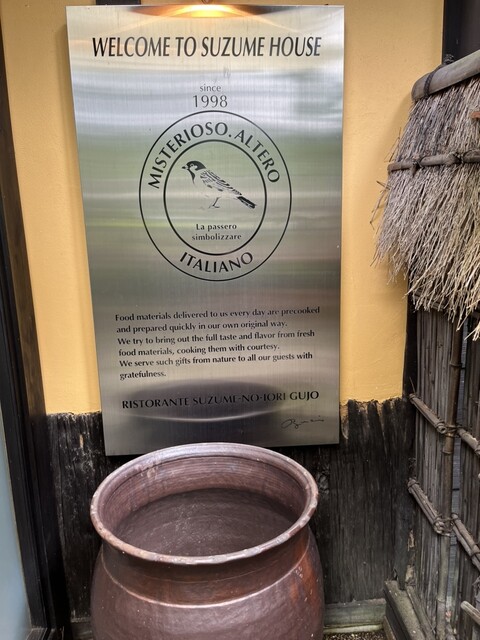 WELCOME TO SUZUME HOUSE
since
1998
MISTERIOSO.ALTERO
La passero
simbolizzare
ITALIANO
Food materials delivered to us every day are precooked
and prepared quickly in our own original way.
We try to bring out the full taste and flavor from fresh
food materials, cooking them with courtesy.
We serve such gifts from nature to all our guests with
gratefulness.
RISTORANTE SUZUME-NO-IORI GUJO